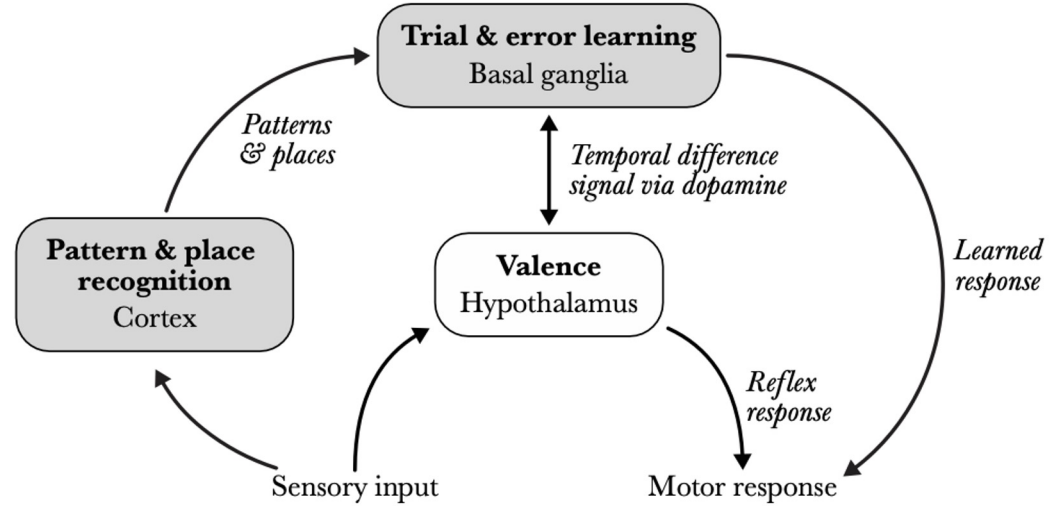 Trial & error learning
Basal ganglia
Patterns
& places
Temporal difference
signal via dopamine
Pattern & place
recognition
Cortex
Valence
Hypothalamus
Learned
response
Reflex
response
Sensory input
Motor response